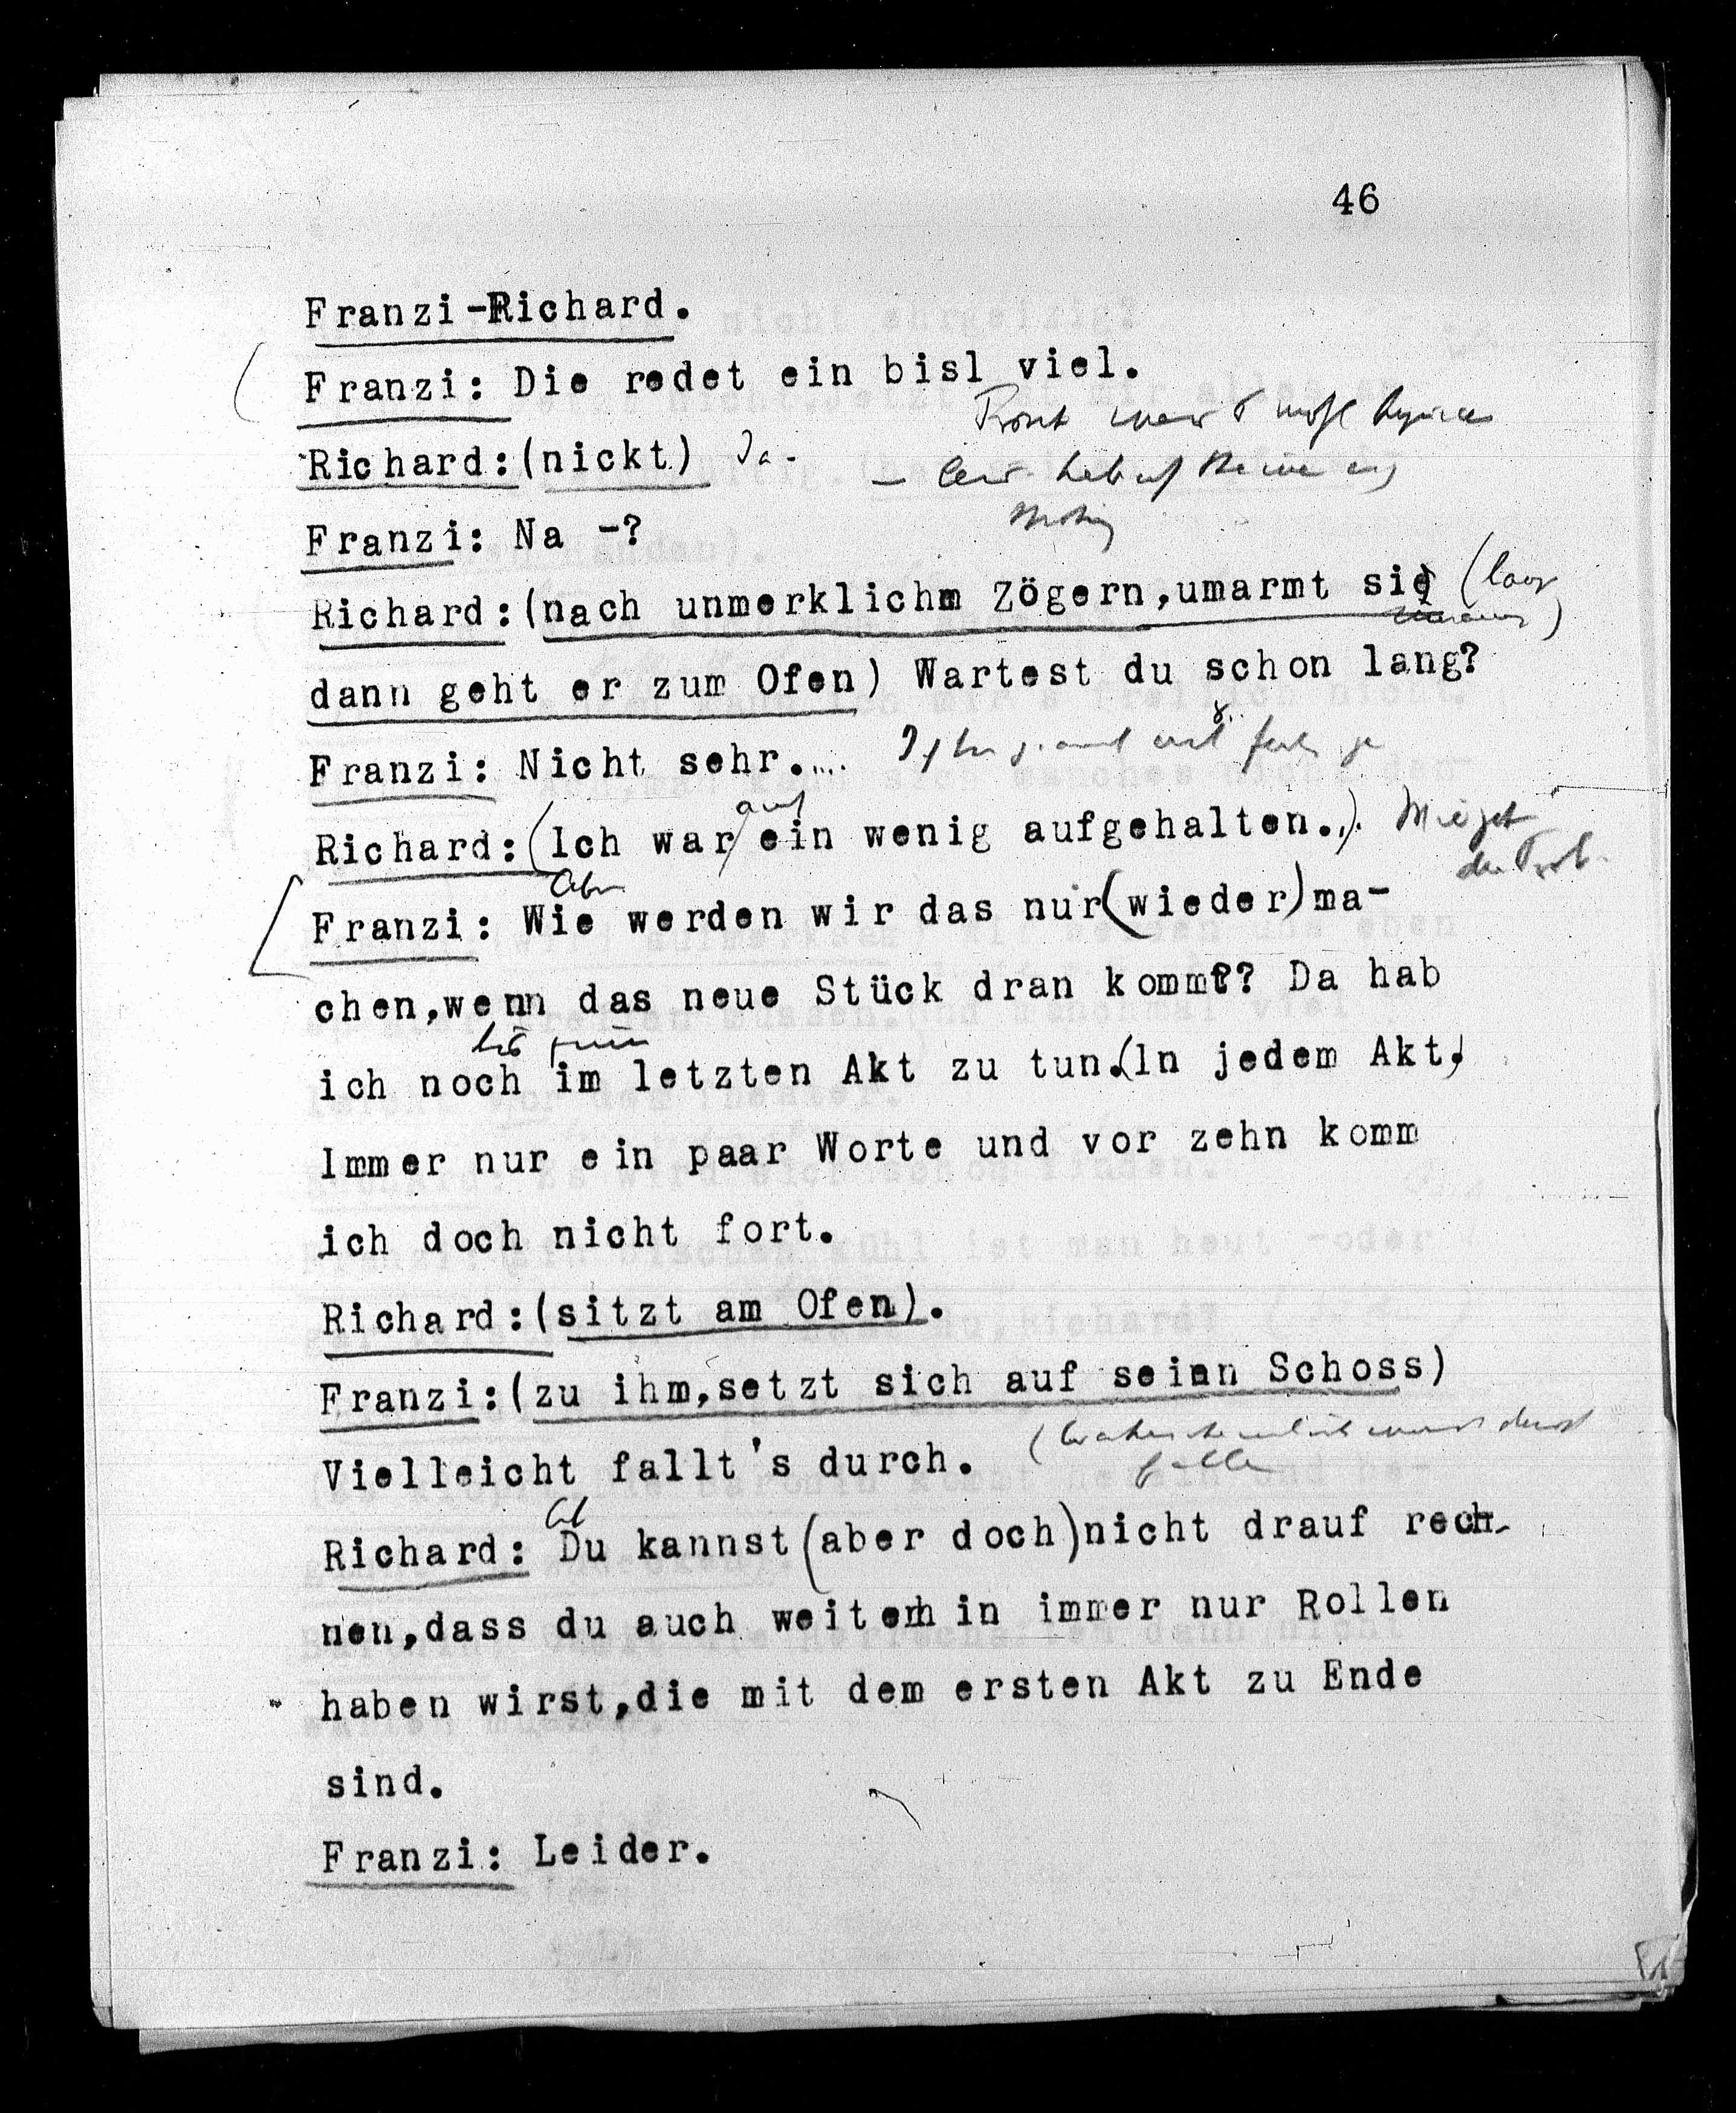 46
Franzi-Richard.
Franzi: Die redet ein bisl viel.
Richard:(nickt) Ja.
Franzi: Na -?
Richard:(nach unmerklichm Zögern,umarmt sie
dann geht er zum Ofen) Wartest du schon lang?
Franzi: Nicht sehr....
auf
Richard:(Ich war ein wenig aufgehalten..).
Aber
Franzi: Wie werden wir das nur(wieder)ma-
chen,wenn das neue Stück dran kommt?? Da hab
bis zum
ich noch im letzten Akt zu tun.(In jedem Akt)
Immer nur ein paar Worte und vor zehn komm
ich doch nicht fort.
Richard:(sitzt am Ofen).
Franzi:(zu ihm,setzt sich auf seien Schoss)
Vielleicht fallt's durch.
Richard: Du kannst(aber doch)nicht drauf rech-
nen,dass du auch weiterhin immer nur Rollen
haben wirst,die mit dem ersten Akt zu Ende
sind.
Franzi: Leider.